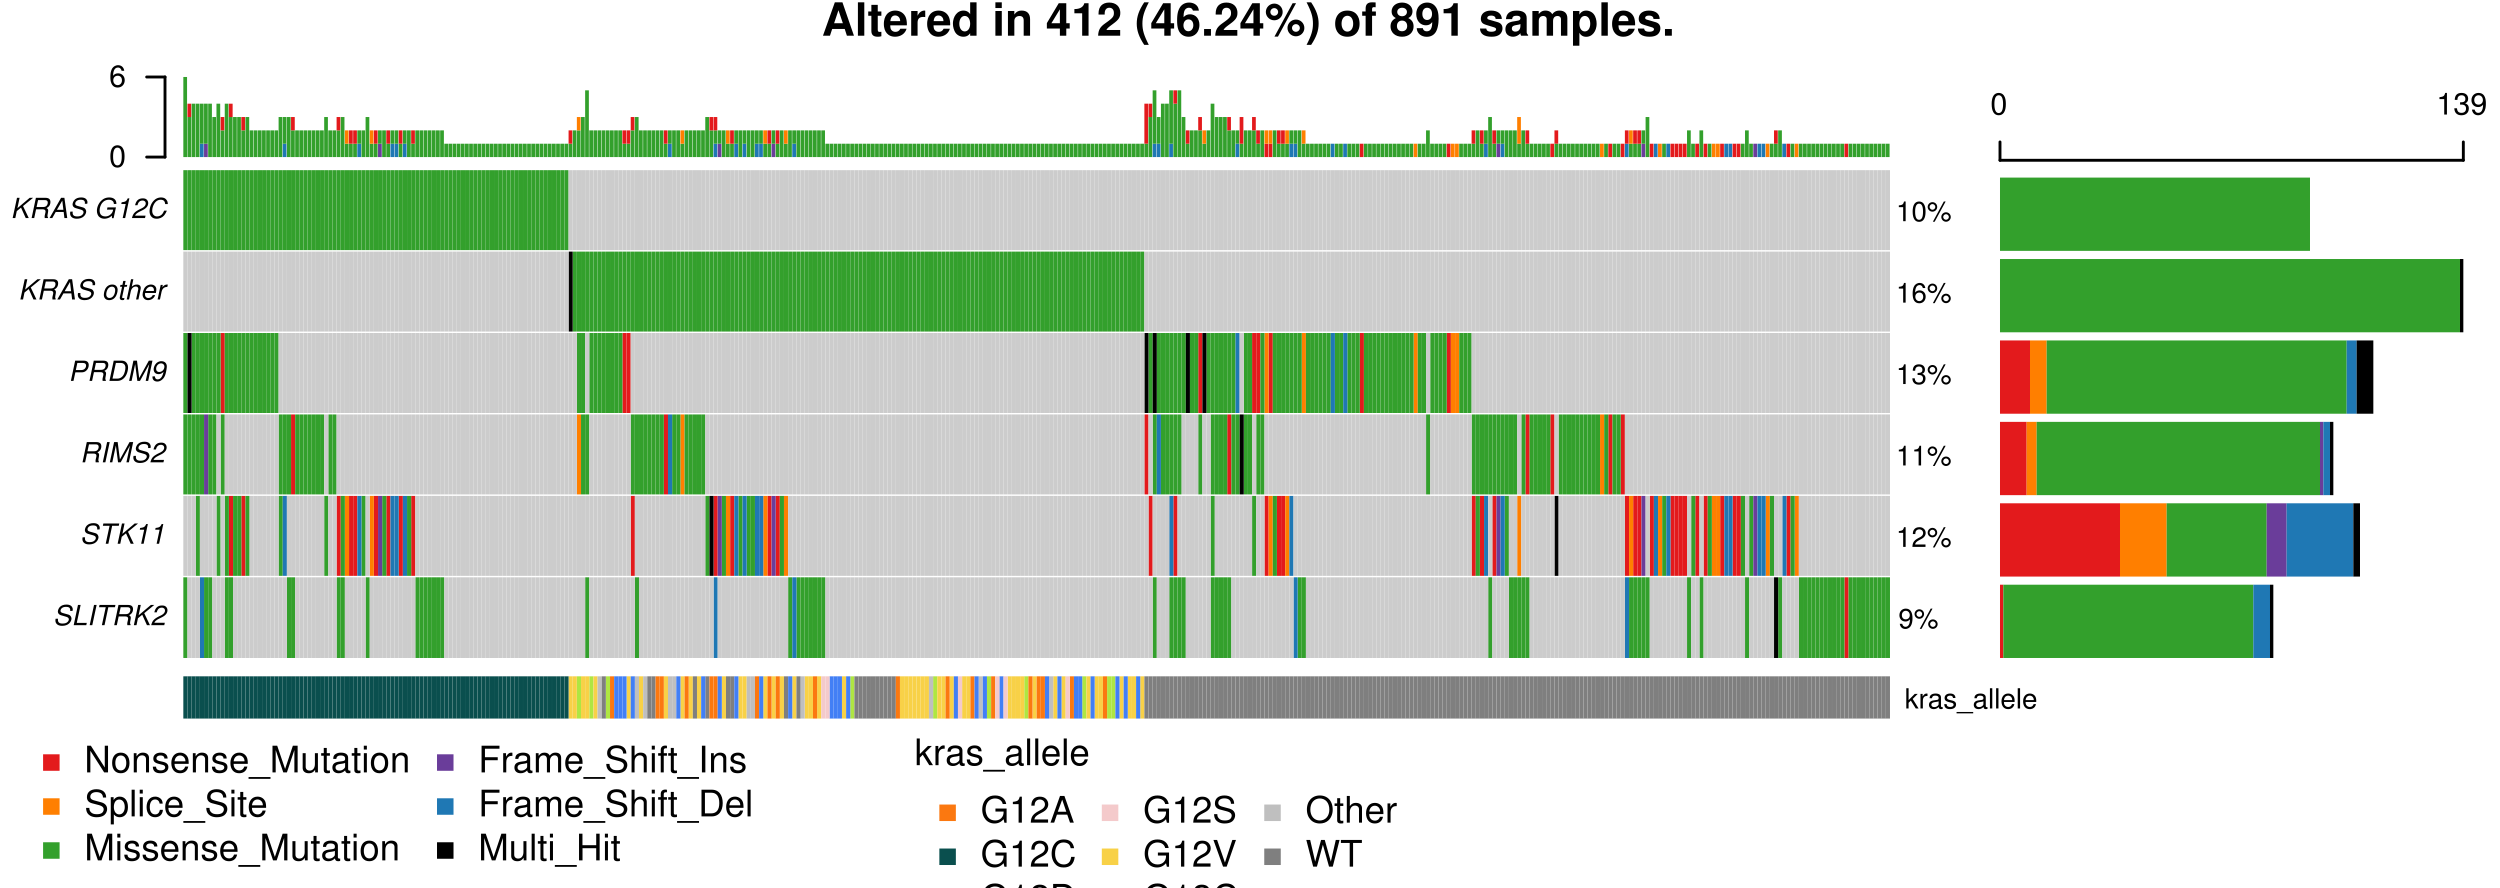 Altered in 412 (46.24%) of 891 samples.
6
0
0 139
KRAS G12C 10%
KRAS other 16%
PRDM9 13%
RMS2 11%
STK11 12%
SLITRK2 9%
kras_allele
Nonsense_Mutation Frame_Shift_Ins
Splice_Site Frame_Shift_Del
Missense_Mutation Multi_Hit
kras_allele
G12A G12S Other
G12C G12V WT